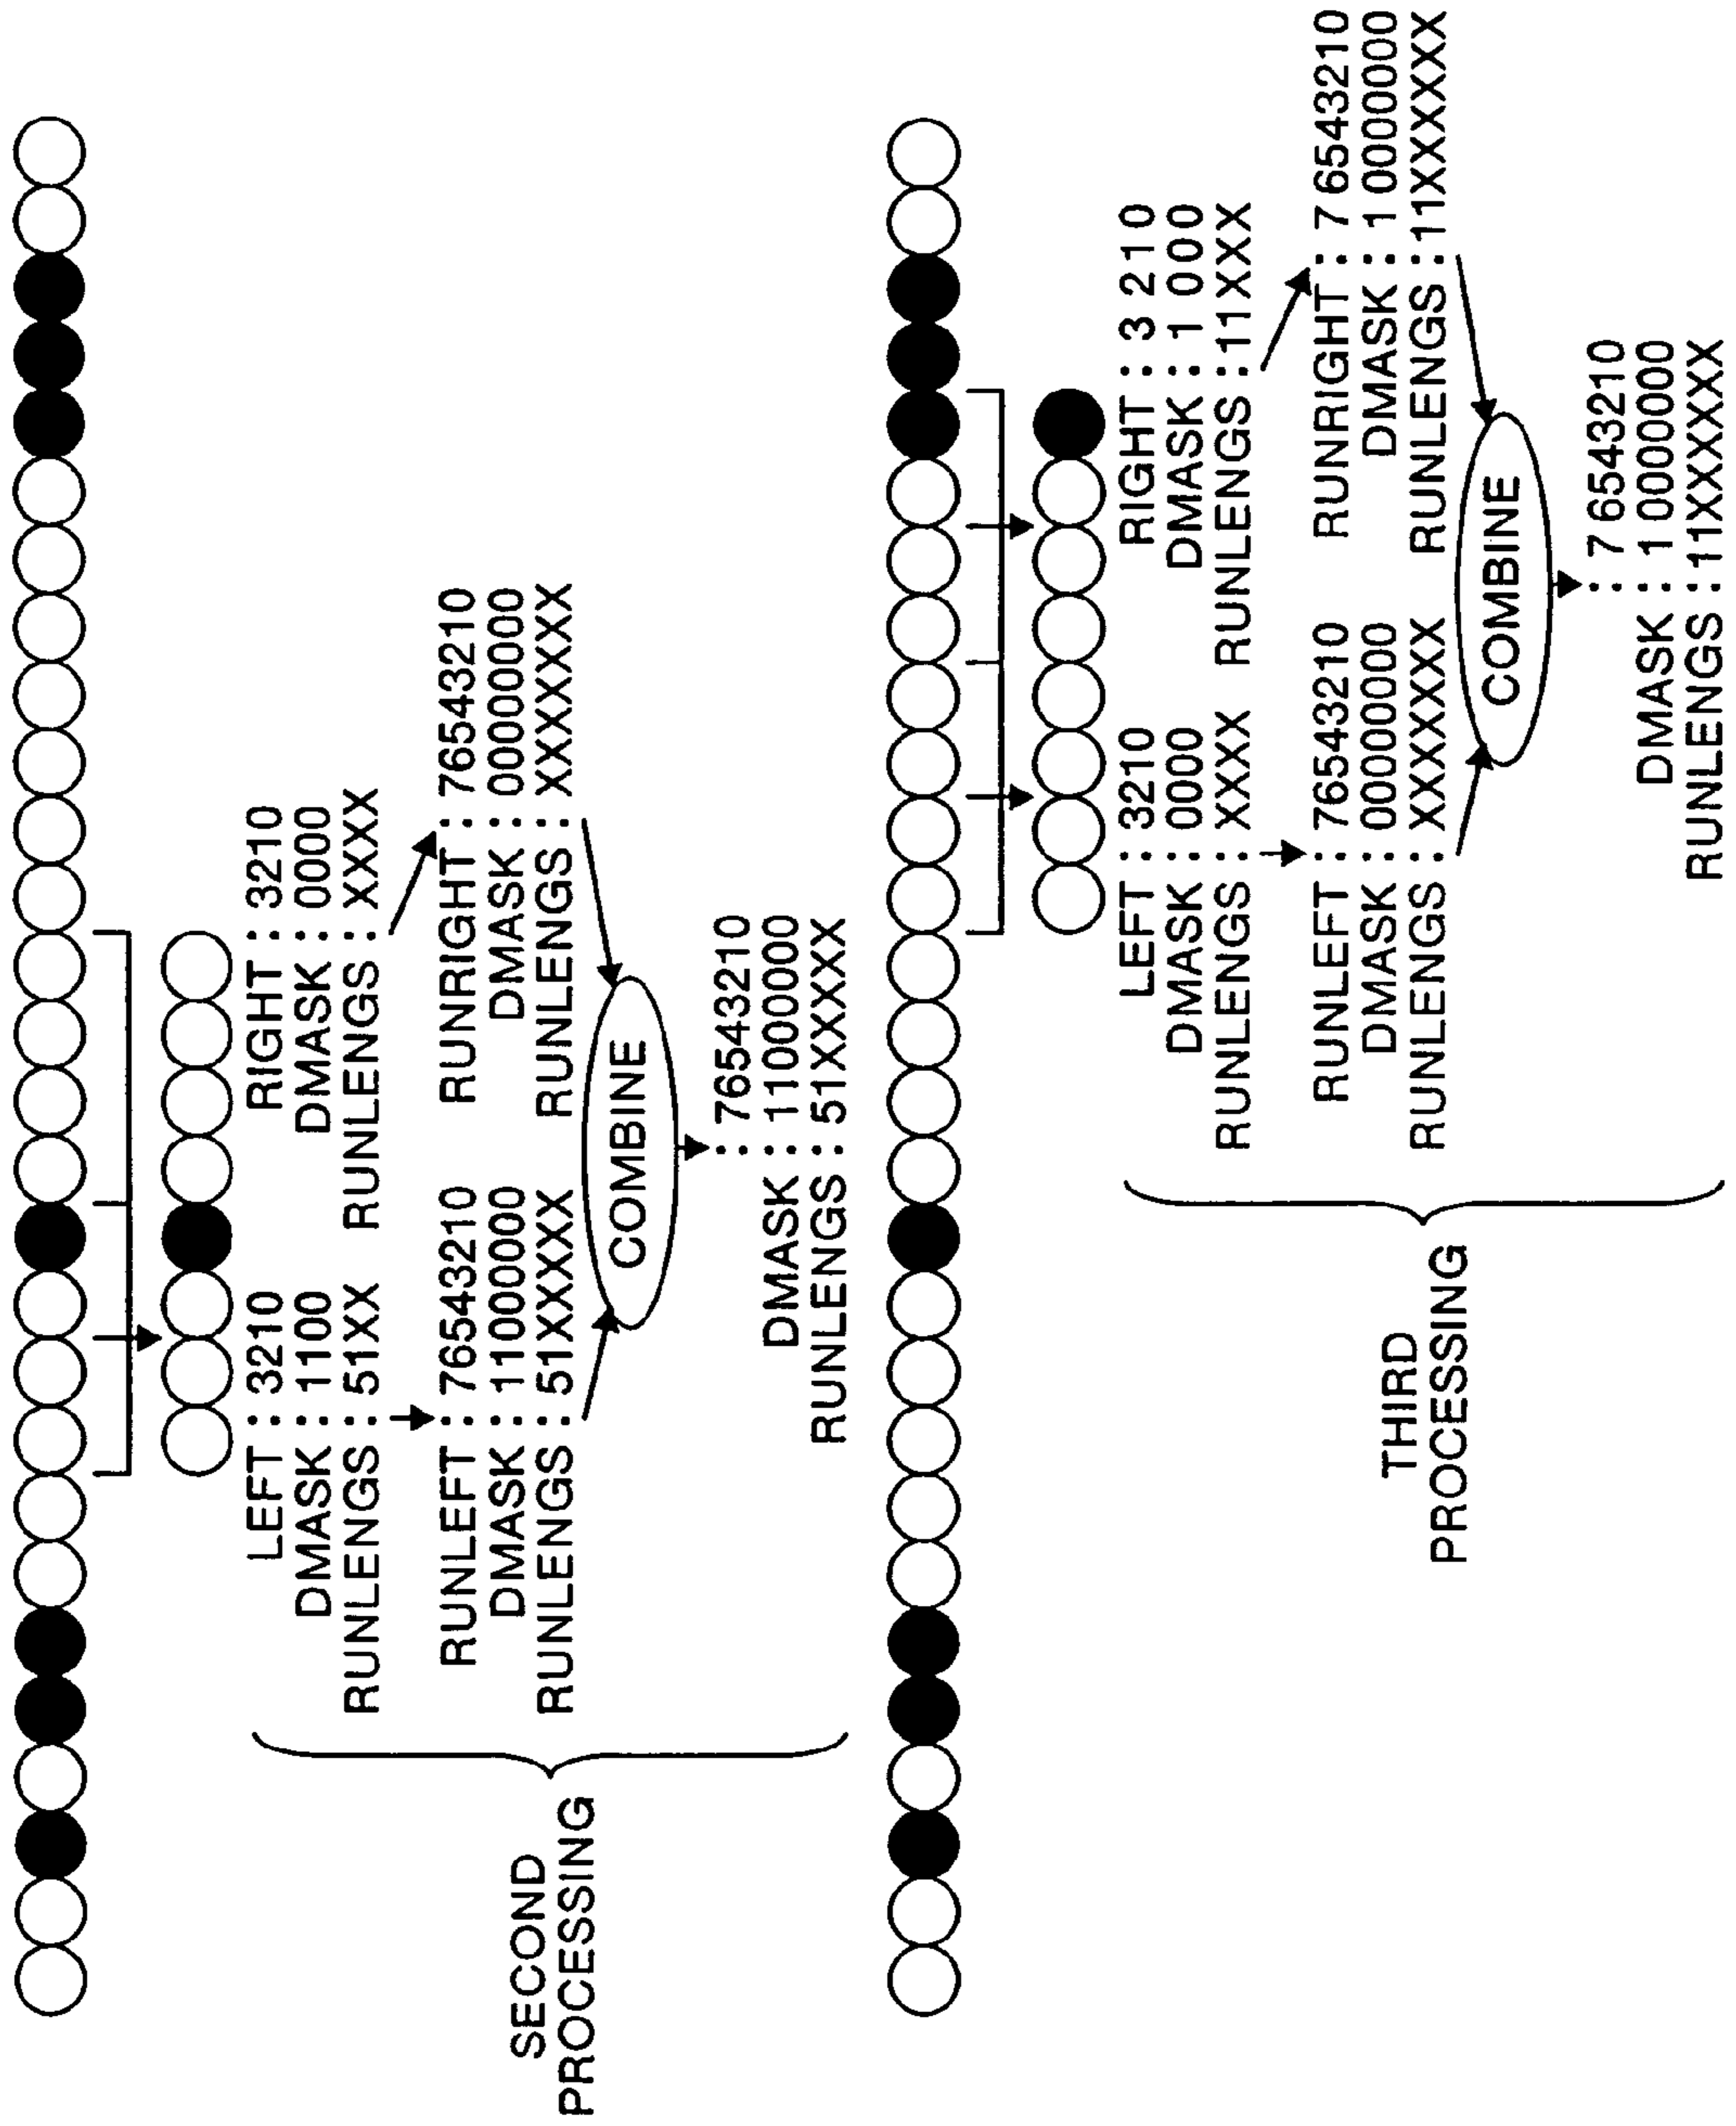 LEFT : 3210
DMASK : 1100
RUNLENGS : 51XX
RIGHT : 3210
DMASK : 0000
RUNLENGS : XXXX
RUNLEFT : 76543210
DMASK : 11000000
RUNLENGS : 51XXXXXX
RUNRIGHT : 76543210
DMASK : 00000000
RUNLENGS : XXXXXXXX
COMBINE
: 76543210
DMASK : 11000000
RUNLENGS : 51XXXXXX
SECOND
PROCESSING
LEFT : 3210
DMASK : 0000
RUNLENGS : XXXX
RIGHT : 3 210
DMASK : 1 000
RUNLENGS : 11XXX
RUNLEFT : 76543210
DMASK : 00000000
RUNLENGS : XXXXXXXX
RUNRIGHT : 7 6543210
DMASK : 1 0000000
RUNLENGS : 11XXXXXXX
COMBINE
: 7 6543210
DMASK : 1 0000000
RUNLENGS : 11XXXXXXX
THIRD
PROCESSING